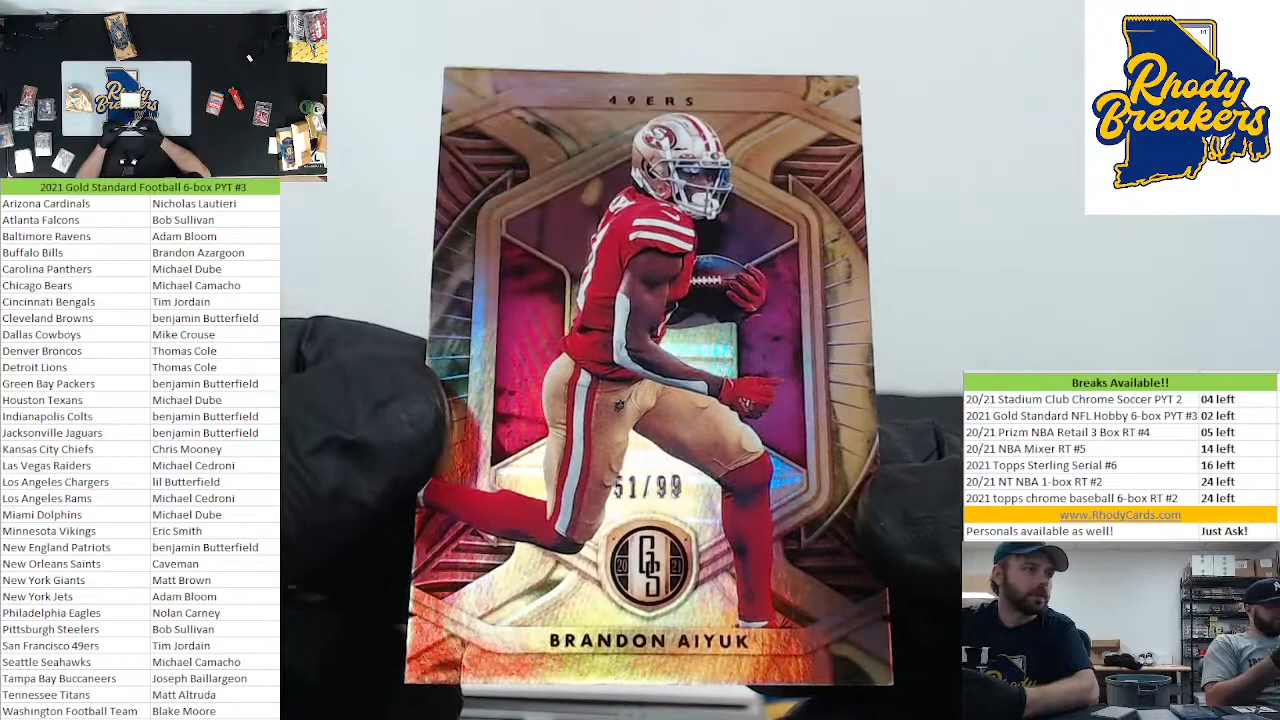 2021 Gold Standard Football 6-box PYT #3
Arizona Cardinals Nicholas Lautieri
Atlanta Falcons Bob Sullivan
Baltimore Ravens Adam Bloom
Buffalo Bills Brandon Azargoon
Carolina Panthers Michael Dube
Chicago Bears Michael Camacho
Cincinnati Bengals Tim Jordain
Cleveland Browns benjamin Butterfield
Dallas Cowboys Mike Crouse
Denver Broncos Thomas Cole
Detroit Lions Thomas Cole
Green Bay Packers benjamin Butterfield
Houston Texans Michael Dube
Indianapolis Colts benjamin Butterfield
Jacksonville Jaguars benjamin Butterfield
Kansas City Chiefs Chris Mooney
Las Vegas Raiders Michael Cedroni
Los Angeles Chargers lil Butterfield
Los Angeles Rams Michael Cedroni
Miami Dolphins Michael Dube
Minnesota Vikings Eric Smith
New England Patriots benjamin Butterfield
New Orleans Saints Caveman
New York Giants Matt Brown
New York Jets Adam Bloom
Philadelphia Eagles Nolan Carney
Pittsburgh Steelers Bob Sullivan
San Francisco 49ers Tim Jordain
Seattle Seahawks Michael Camacho
Tampa Bay Buccaneers Joseph Baillargeon
Tennessee Titans Matt Altruda
Washington Football Team Blake Moore
Rhody
Breakers
49ERS
51/99
20 GS 21
BRANDON AIYUK
Rhody
Breakers
Breaks Available!!
20/21 Stadium Club Chrome Soccer PYT 2 04 left
2021 Gold Standard NFL Hobby 6-box PYT #3 02 left
20/21 Prizm NBA Retail 3 Box RT #4 05 left
20/21 NBA Mixer RT #5 14 left
2021 Topps Sterling Serial #6 16 left
20/21 NT NBA 1-box RT #2 24 left
2021 topps chrome baseball 6-box RT #2 24 left
www.RhodyCards.com
Personals available as well! Just Ask!
Rhody